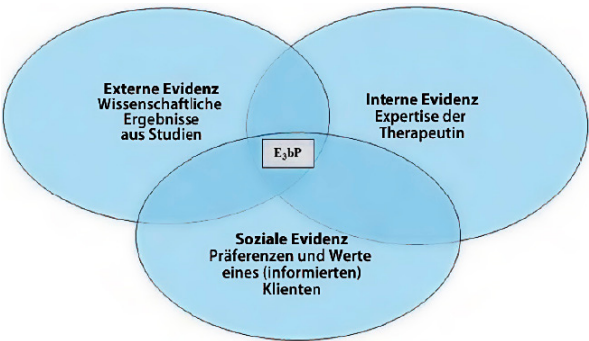 Externe Evidenz
Wissenschaftliche
Ergebnisse
aus Studien
Interne Evidenz
Expertise der
Therapeutin
E₃bP
Soziale Evidenz
Präferenzen und Werte
eines (informierten)
Klienten